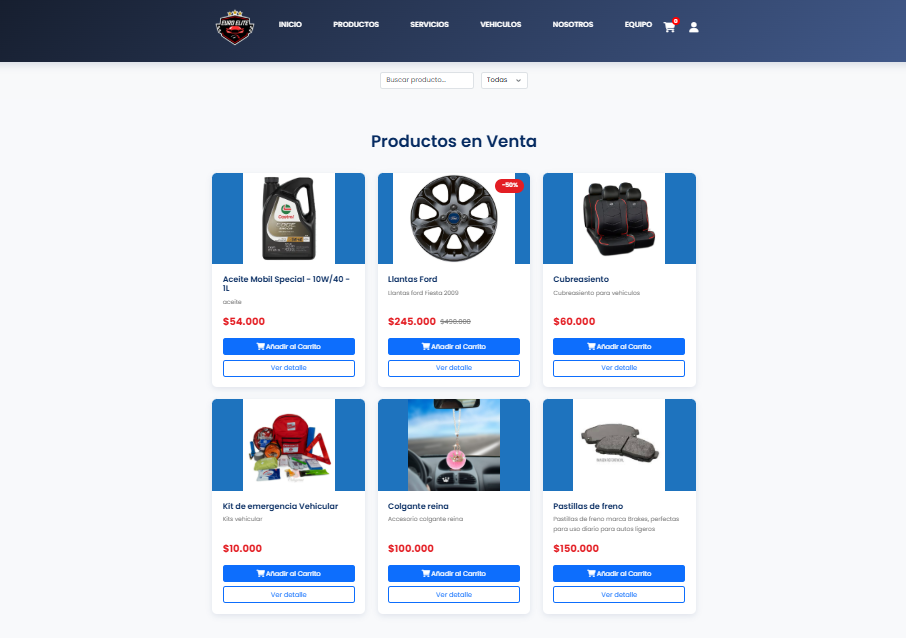 EURO ELITE
INICIO
PRODUCTOS
SERVICIOS
VEHICULOS
NOSOTROS
EQUIPO
0
Buscar producto...
Todas
Productos en Venta
Castrol
EDGE
-50%
Aceite Mobil Special - 10W/40 -
1L
aceite
$54.000
Añadir al Carrito
Ver detalle
Llantas Ford
Llantas ford Fiesta 2009
$245.000 $490.000
Añadir al Carrito
Ver detalle
Cubreasiento
Cubreasiento para vehículos
$60.000
Añadir al Carrito
Ver detalle
Kit de emergencia Vehicular
Kits vehicular
$10.000
Añadir al Carrito
Ver detalle
Colgante reina
Accesorio colgante reina
$100.000
Añadir al Carrito
Ver detalle
Pastillas de freno
Pastillas de freno marca Brakes, perfectas
para uso diario para autos ligeros
$150.000
Añadir al Carrito
Ver detalle